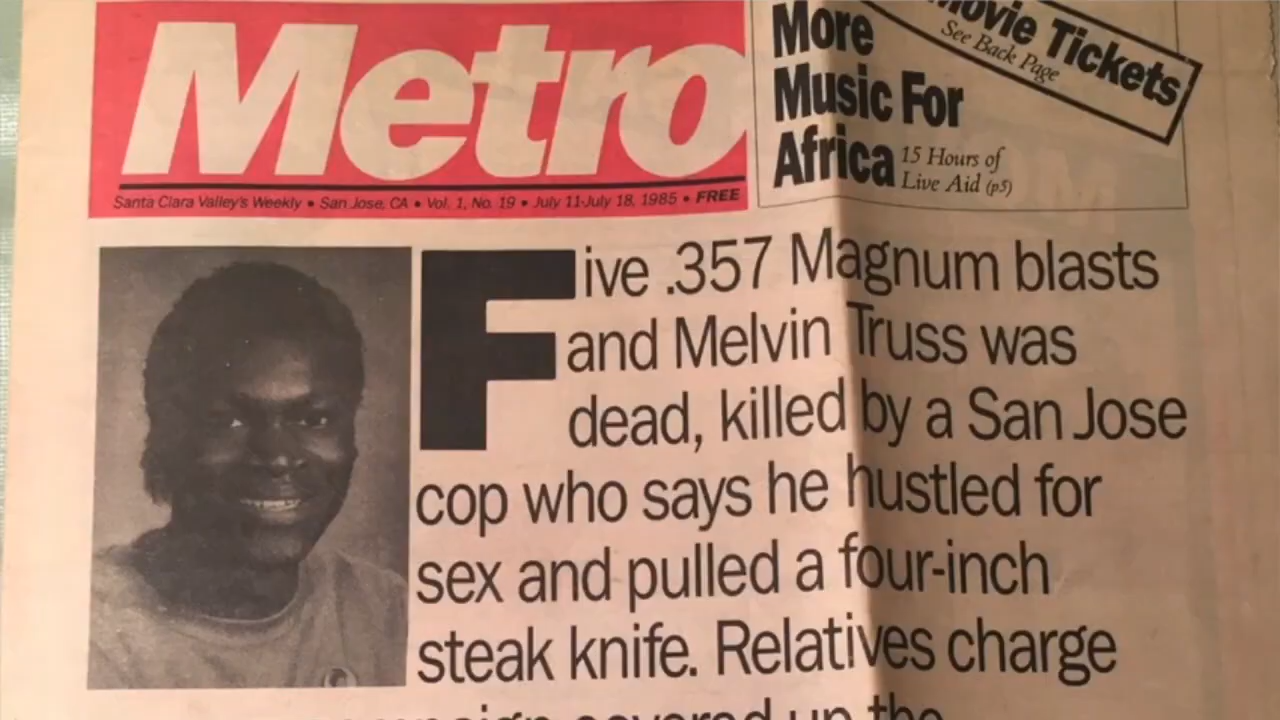 Metro
Santa Clara Valley's Weekly • San Jose, CA • Vol. 1, No. 19 • July 11-July 18, 1985 • FREE
Movie Tickets
See Back Page
More
Music For
Africa 15 Hours of
Live Aid (p5)
Five .357 Magnum blasts
and Melvin Truss was
dead, killed by a San Jose
cop who says he hustled for
sex and pulled a four-inch
steak knife. Relatives charge
covered up the